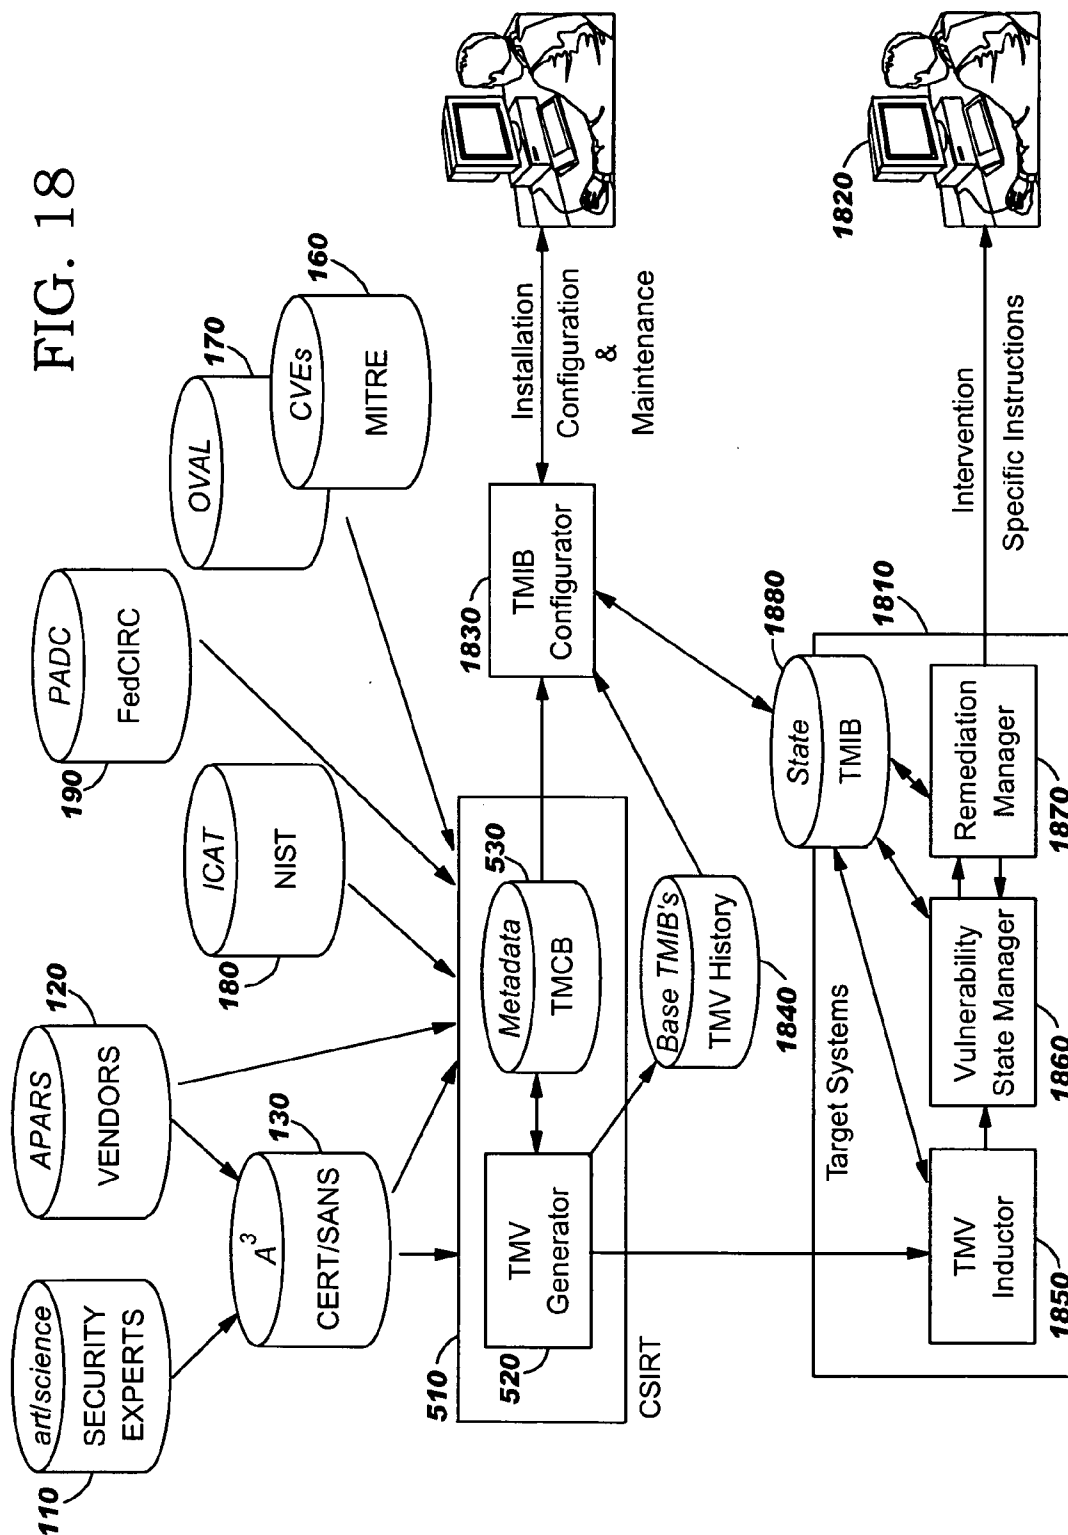 FIG. 18
art/science
SECURITY
EXPERTS
110
APARS
VENDORS
120
A3
CERT/SANS
130
ICAT
NIST
180
PADC
FedCIRC
190
OVAL
170
CVEs
MITRE
160
510
CSIRT
TMV
Generator
520
Metadata
TMCB
530
Base TMIB's
TMV History
1840
TMIB
Configurator
1830
Installation
Configuration
&
Maintenance
Target Systems
State
TMIB
1880
1810
TMV
Inductor
1850
Vulnerability
State Manager
1860
Remediation
Manager
1870
Intervention
Specific Instructions
1820